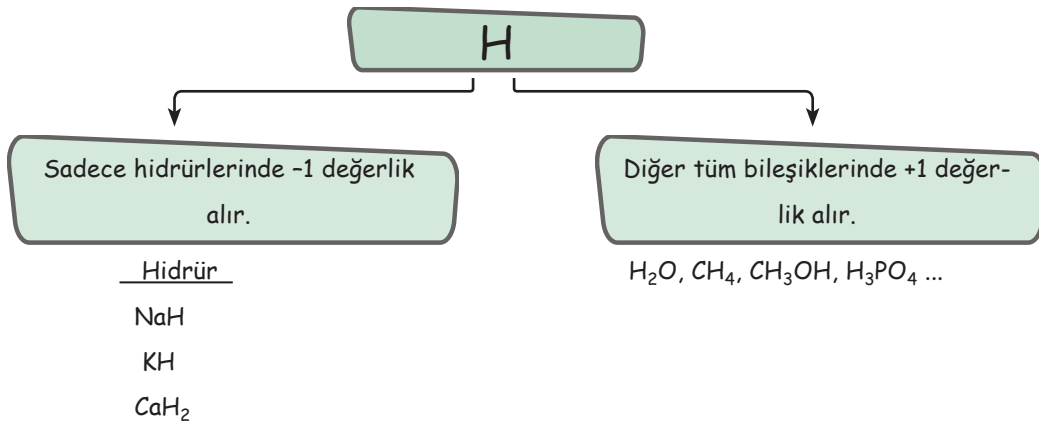 H
Sadece hidrürlerinde –1 değerlik
alır.
Diğer tüm bileşiklerinde +1 değer-
lik alır.
Hidrür
NaH
KH
CaH₂
H₂O, CH₄, CH₃OH, H₃PO₄ ...